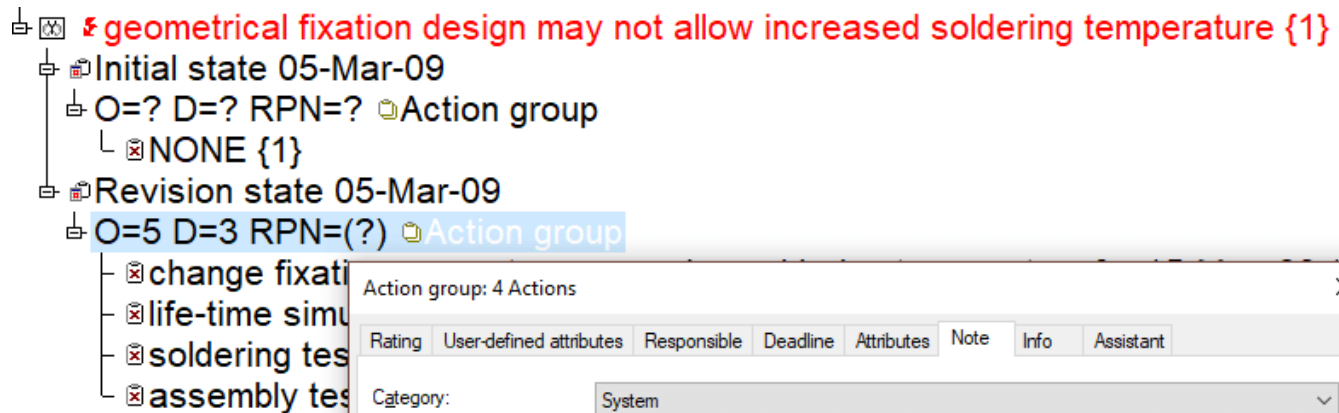 geometrical fixation design may not allow increased soldering temperature {1}
Initial state 05-Mar-09
O=? D=? RPN=? Action group
NONE {1}
Revision state 05-Mar-09
O=5 D=3 RPN=(?) Action group
change fixati
life-time simu
soldering tes
assembly tes
Action group: 4 Actions
Rating User-defined attributes Responsible Deadline Attributes Note Info Assistant
Category: System